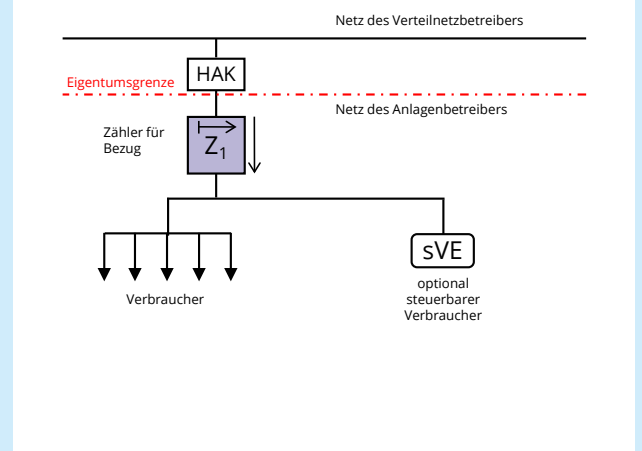 Netz des Verteilnetzbetreibers
HAK
Eigentumsgrenze
Netz des Anlagenbetreibers
Zähler für
Bezug
Z1
sVE
Verbraucher
optional
steuerbarer
Verbraucher